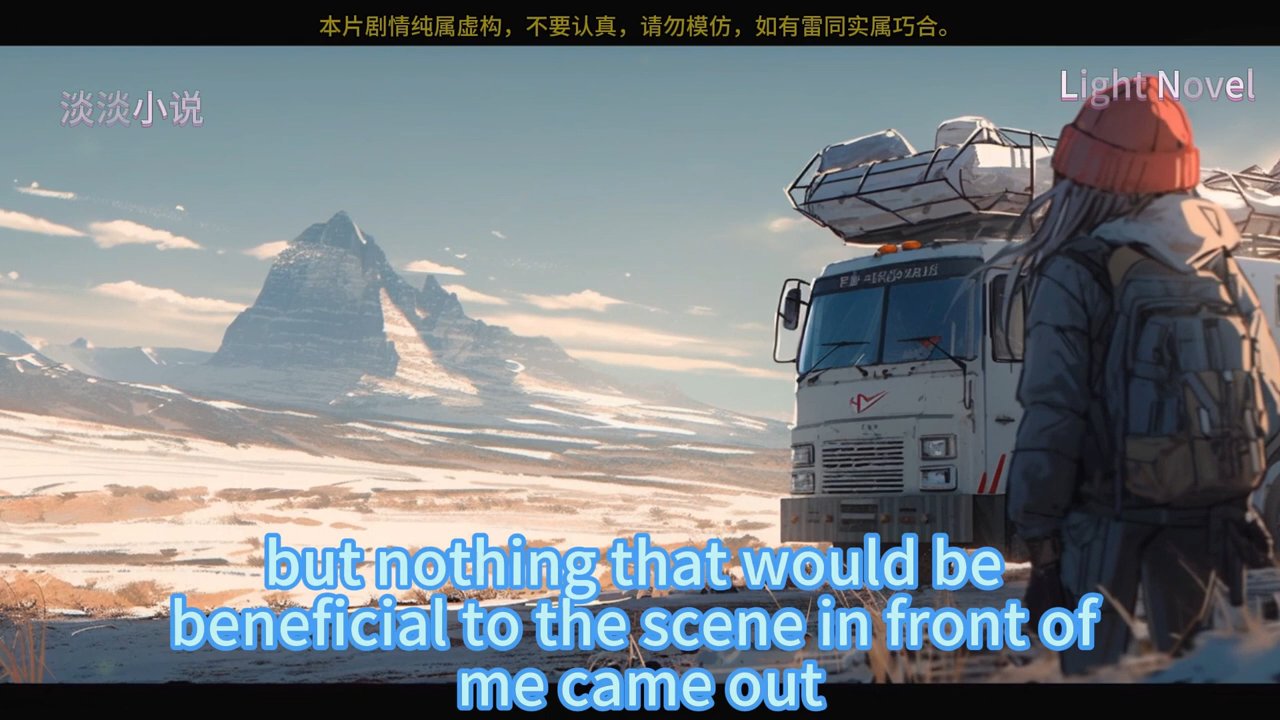 本片剧情纯属虚构，不要认真，请勿模仿，如有雷同实属巧合。
淡淡小说
Light Novel
but nothing that would be
beneficial to the scene in front of
me came out